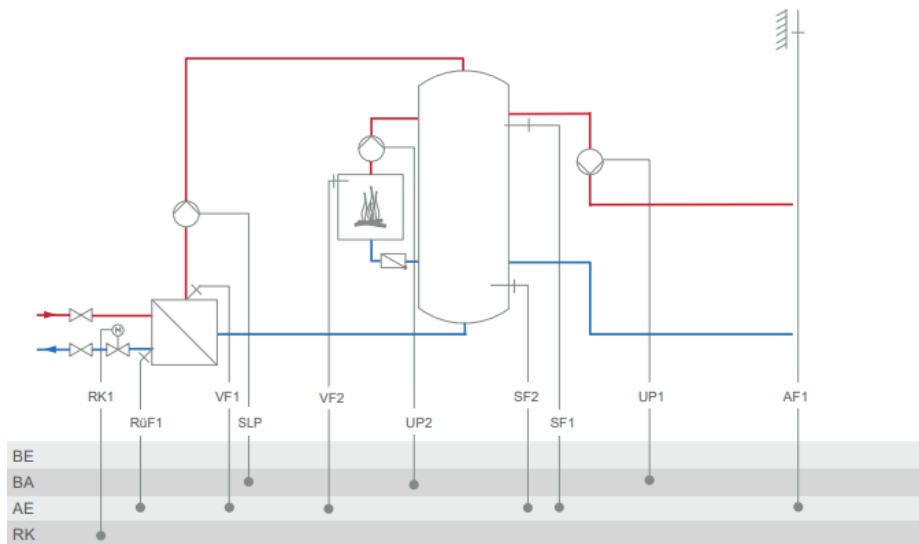 M
RK1 VF1 VF2 SF2 UP1 AF1
RüF1 SLP UP2 SF1
BE
BA
AE
RK